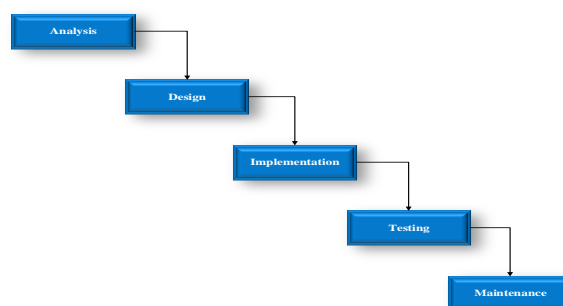 Analysis
Design
Implementation
Testing
Maintenance